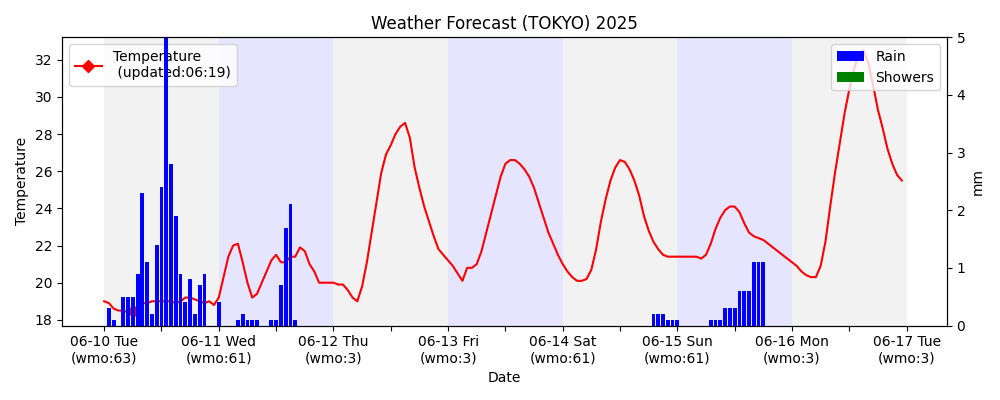 Weather Forecast (TOKYO) 2025
Temperature
(updated:06:19)
Rain
Showers
Temperature
32
30
28
26
24
22
20
18
5
4
3
2
1
0
mm
06-10 Tue
(wmo:63)
06-11 Wed
(wmo:61)
06-12 Thu
(wmo:3)
06-13 Fri
(wmo:3)
06-14 Sat
(wmo:61)
06-15 Sun
(wmo:61)
06-16 Mon
(wmo:3)
06-17 Tue
(wmo:3)
Date